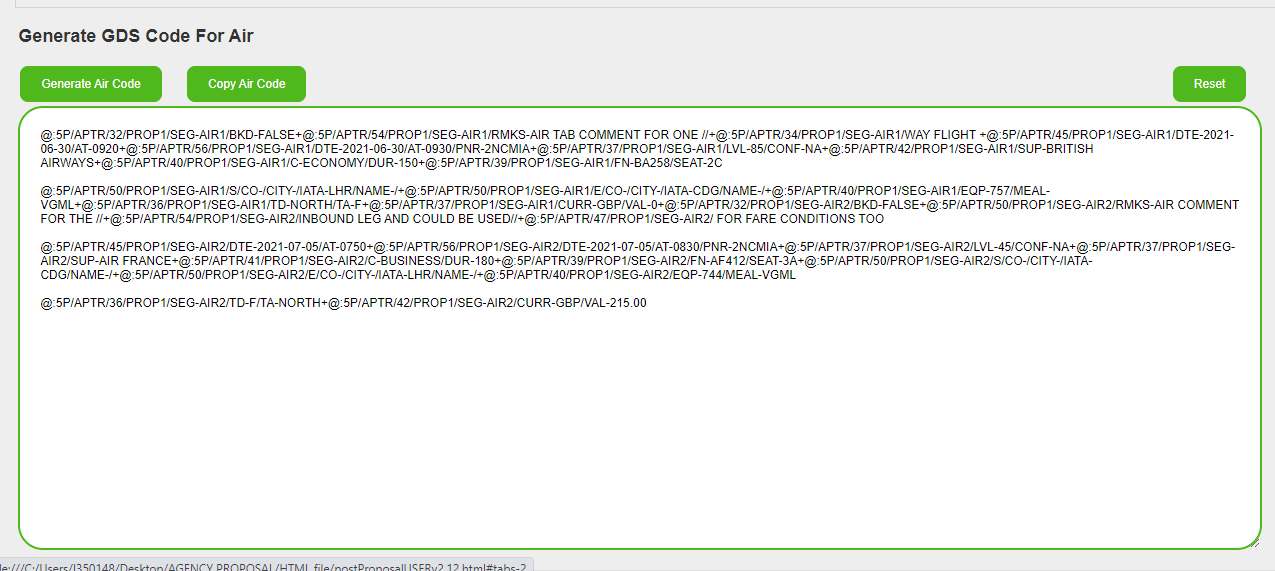 Generate GDS Code For Air
Generate Air Code
Copy Air Code
Reset
@:5P/APTR/32/PROP1/SEG-AIR1/BKD-FALSE+@:5P/APTR/54/PROP1/SEG-AIR1/RMKS-AIR TAB COMMENT FOR ONE //+@:5P/APTR/34/PROP1/SEG-AIR1/WAY FLIGHT +@:5P/APTR/45/PROP1/SEG-AIR1/DTE-2021-
06-30/AT-0920+@:5P/APTR/56/PROP1/SEG-AIR1/DTE-2021-06-30/AT-0930/PNR-2NCMIA+@:5P/APTR/37/PROP1/SEG-AIR1/LVL-85/CONF-NA+@:5P/APTR/42/PROP1/SEG-AIR1/SUP-BRITISH
AIRWAYS+@:5P/APTR/40/PROP1/SEG-AIR1/C-ECONOMY/DUR-150+@:5P/APTR/39/PROP1/SEG-AIR1/FN-BA258/SEAT-2C
@:5P/APTR/50/PROP1/SEG-AIR1/S/CO-/CITY-/IATA-LHR/NAME-/+@:5P/APTR/50/PROP1/SEG-AIR1/E/CO-/CITY-/IATA-CDG/NAME-/+@:5P/APTR/40/PROP1/SEG-AIR1/EQP-757/MEAL-
VGML+@:5P/APTR/36/PROP1/SEG-AIR1/TD-NORTH/TA-F+@:5P/APTR/37/PROP1/SEG-AIR1/CURR-GBP/VAL-0+@:5P/APTR/32/PROP1/SEG-AIR2/BKD-FALSE+@:5P/APTR/50/PROP1/SEG-AIR2/RMKS-AIR COMMENT
FOR THE //+@:5P/APTR/54/PROP1/SEG-AIR2/INBOUND LEG AND COULD BE USED//+@:5P/APTR/47/PROP1/SEG-AIR2/ FOR FARE CONDITIONS TOO
@:5P/APTR/45/PROP1/SEG-AIR2/DTE-2021-07-05/AT-0750+@:5P/APTR/56/PROP1/SEG-AIR2/DTE-2021-07-05/AT-0830/PNR-2NCMIA+@:5P/APTR/37/PROP1/SEG-AIR2/LVL-45/CONF-NA+@:5P/APTR/37/PROP1/SEG-
AIR2/SUP-AIR FRANCE+@:5P/APTR/41/PROP1/SEG-AIR2/C-BUSINESS/DUR-180+@:5P/APTR/39/PROP1/SEG-AIR2/FN-AF412/SEAT-3A+@:5P/APTR/50/PROP1/SEG-AIR2/S/CO-/CITY-/IATA-
CDG/NAME-/+@:5P/APTR/50/PROP1/SEG-AIR2/E/CO-/CITY-/IATA-LHR/NAME-/+@:5P/APTR/40/PROP1/SEG-AIR2/EQP-744/MEAL-VGML
@:5P/APTR/36/PROP1/SEG-AIR2/TD-F/TA-NORTH+@:5P/APTR/42/PROP1/SEG-AIR2/CURR-GBP/VAL-215.00
le:///C:/Users/I350148/Desktop/AGENCY PROPOSAL/HTML file/postProposalUSERv2.12.html#tabs-2